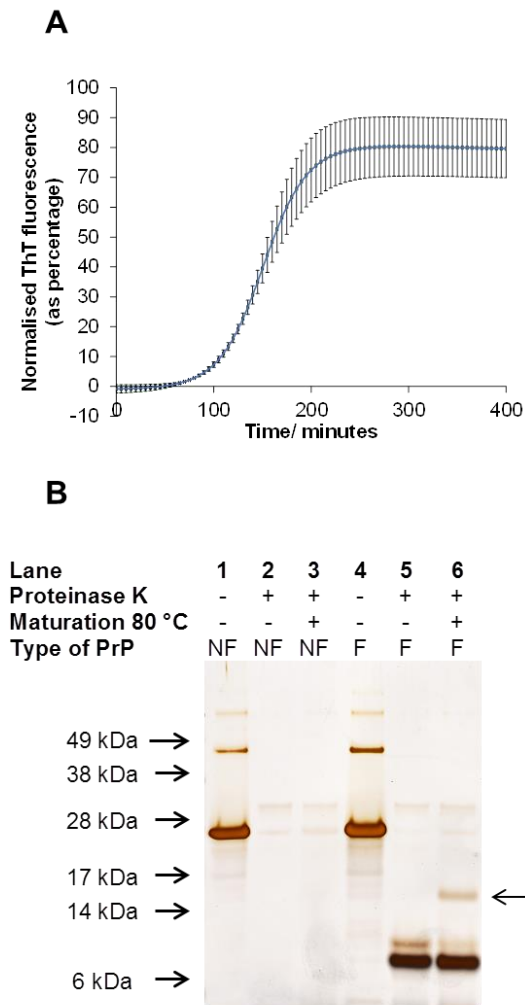 A
Normalised ThT fluorescence
(as percentage)
100
90
80
70
60
50
40
30
20
10
0
-10
0 100 200 300 400
Time/ minutes
B
Lane 1 2 3 4 5 6
Proteinase K - + + - + +
Maturation 80 °C - - + - - +
Type of PrP NF NF NF F F F
49 kDa
38 kDa
28 kDa
17 kDa
14 kDa
6 kDa